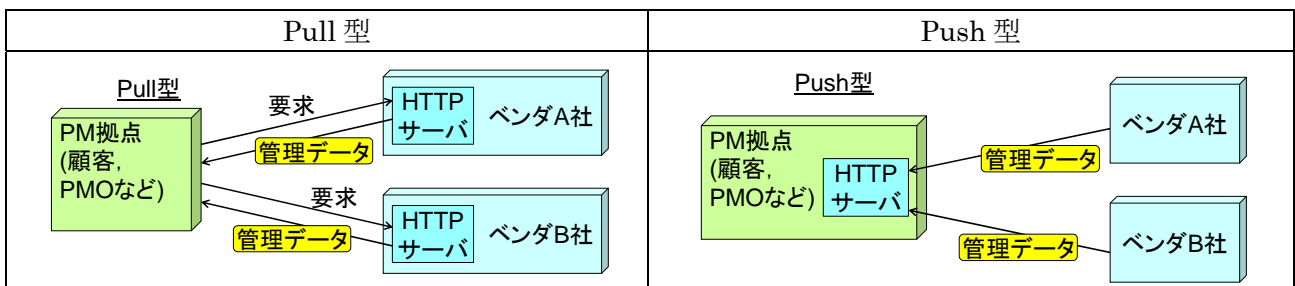 Pull 型
Push 型
Pull型
PM拠点
(顧客,
PMOなど)
要求
管理データ
HTTP
サーバ
ベンダA社
要求
管理データ
HTTP
サーバ
ベンダB社
Push型
PM拠点
(顧客,
PMOなど)
HTTP
サーバ
管理データ
ベンダA社
管理データ
ベンダB社